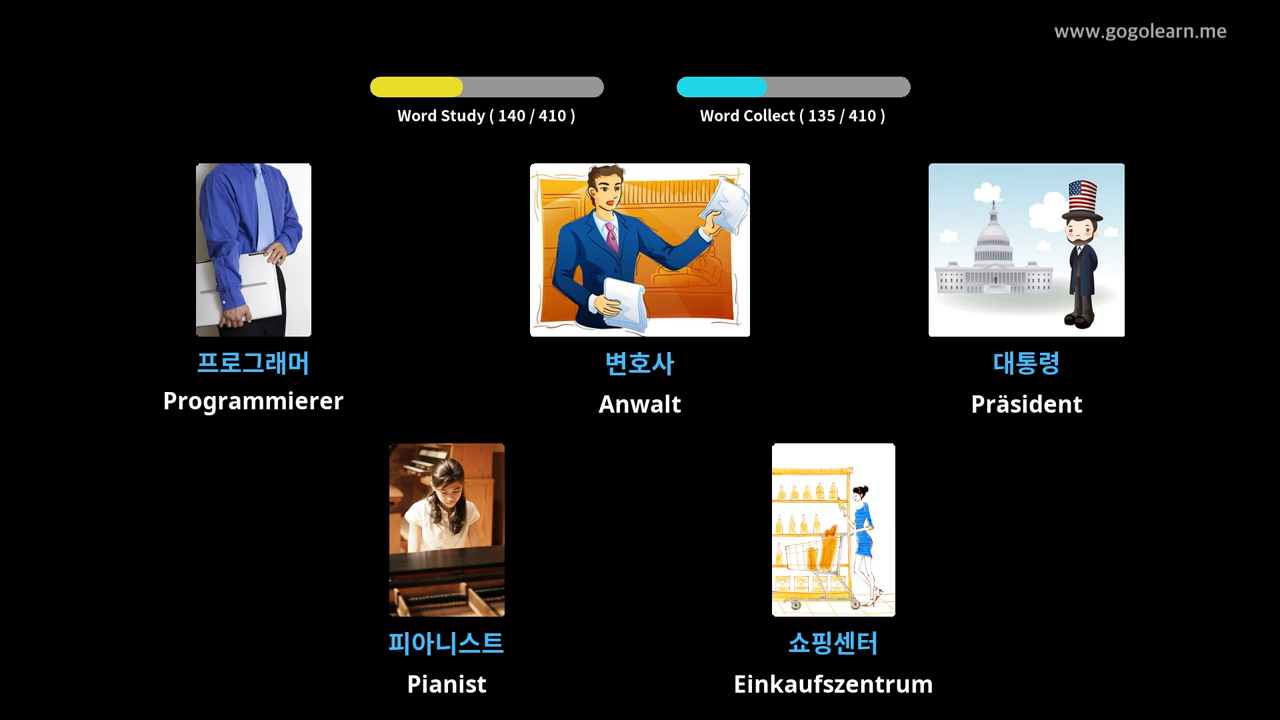 www.gogolearn.me
Word Study ( 140 / 410 )
Word Collect ( 135 / 410 )
프로그래머
Programmierer
변호사
Anwalt
대통령
Präsident
피아니스트
Pianist
쇼핑센터
Einkaufszentrum